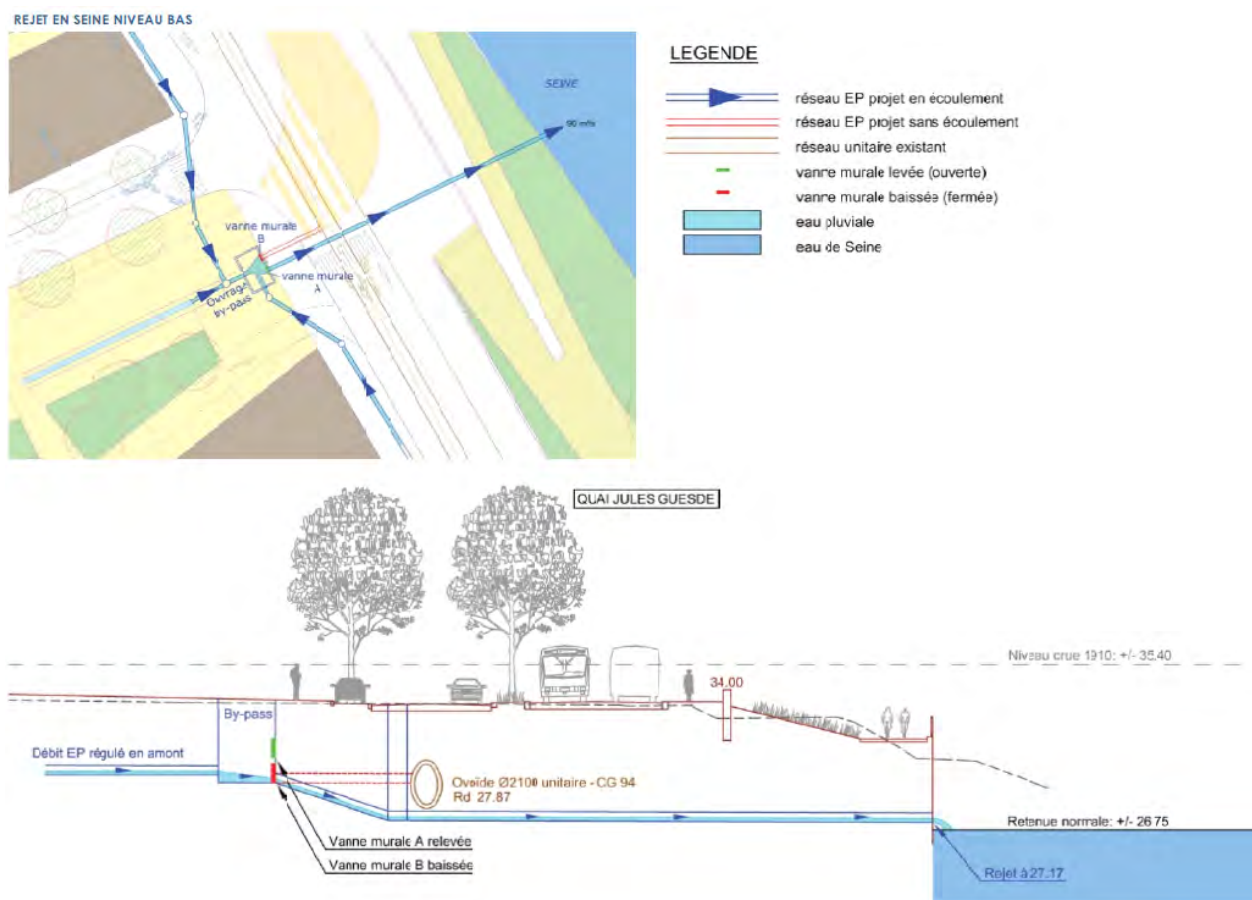 REJET EN SEINE NIVEAU BAS
SEINE
vanne murale
B
vanne murale
A
Ouvrage
by-pass
LEGENDE
réseau EP projet en écoulement
réseau EP projet sans écoulement
réseau unitaire existant
vanne murale levée (ouverte)
vanne murale baissée (fermée)
eau pluviale
eau de Seine
QUAI JULES GUESDE
Niveau crue 1910: +/- 35.40
34.00
By-pass
Débit EP régulé en amont
Ovoïde Ø2100 unitaire - CG 94
Rd 27.87
Retenue normale: +/- 26.75
Vanne murale A relevée
Vanne murale B baissée
Rejet à 27.17